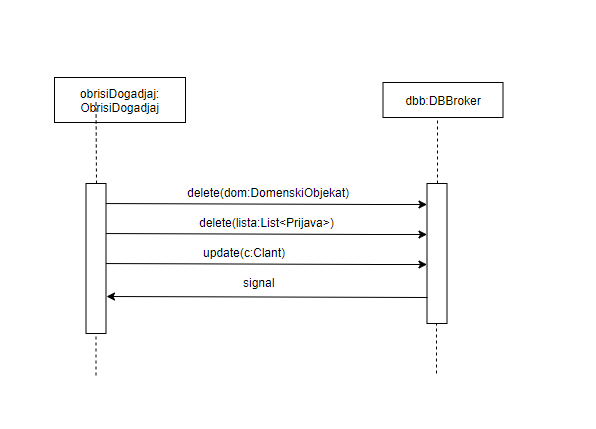 obrisiDogadjaj:
ObrisiDogadjaj
dbb:DBBroker
delete(dom:DomenskiObjekat)
delete(lista:List<Prijava>)
update(c:Clant)
signal